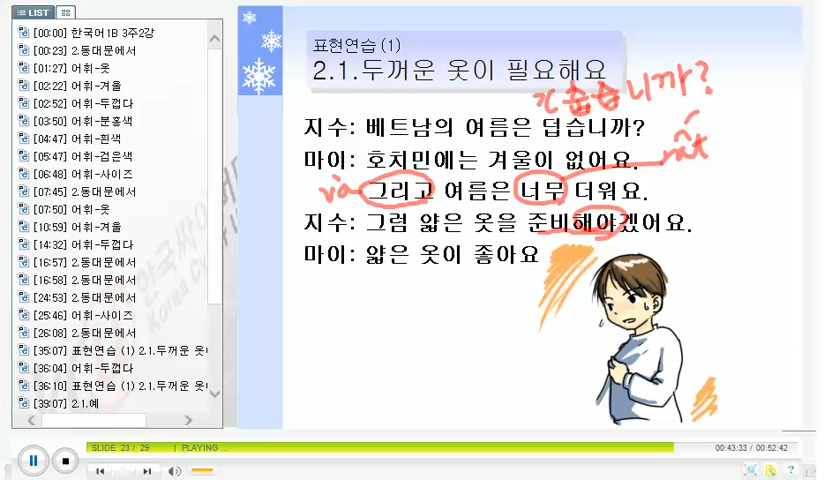 LIST
[00:00] 한국어1B 3주2강
[00:23] 2.동대문에서
[01:27] 어휘-옷
[02:22] 어휘-겨울
[02:52] 어휘-두껍다
[03:50] 어휘-분홍색
[04:47] 어휘-흰색
[05:47] 어휘-검은색
[06:48] 어휘-사이즈
[07:45] 2.동대문에서
[07:50] 어휘-옷
[10:59] 어휘-겨울
[14:32] 어휘-두껍다
[16:57] 2.동대문에서
[16:58] 2.동대문에서
[24:53] 2.동대문에서
[25:46] 어휘-사이즈
[26:08] 2.동대문에서
[35:07] 표현연습 (1) 2.1.두꺼운 옷이
[36:04] 어휘-두껍다
[36:10] 표현연습 (1) 2.1.두꺼운 옷이
[39:07] 2.1.예
표현연습 (1)
2.1.두꺼운 옷이 필요해요
춥습니까?
지수: 베트남의 여름은 덥습니까?
마이: 호치민에는 겨울이 없어요.
rất
và
그리고 여름은 너무 더워요.
지수: 그럼 얇은 옷을 준비해야겠어요.
마이: 얇은 옷이 좋아요
SLIDE 23 / 29 | PLAYING ...
00:43:33 / 00:52:42